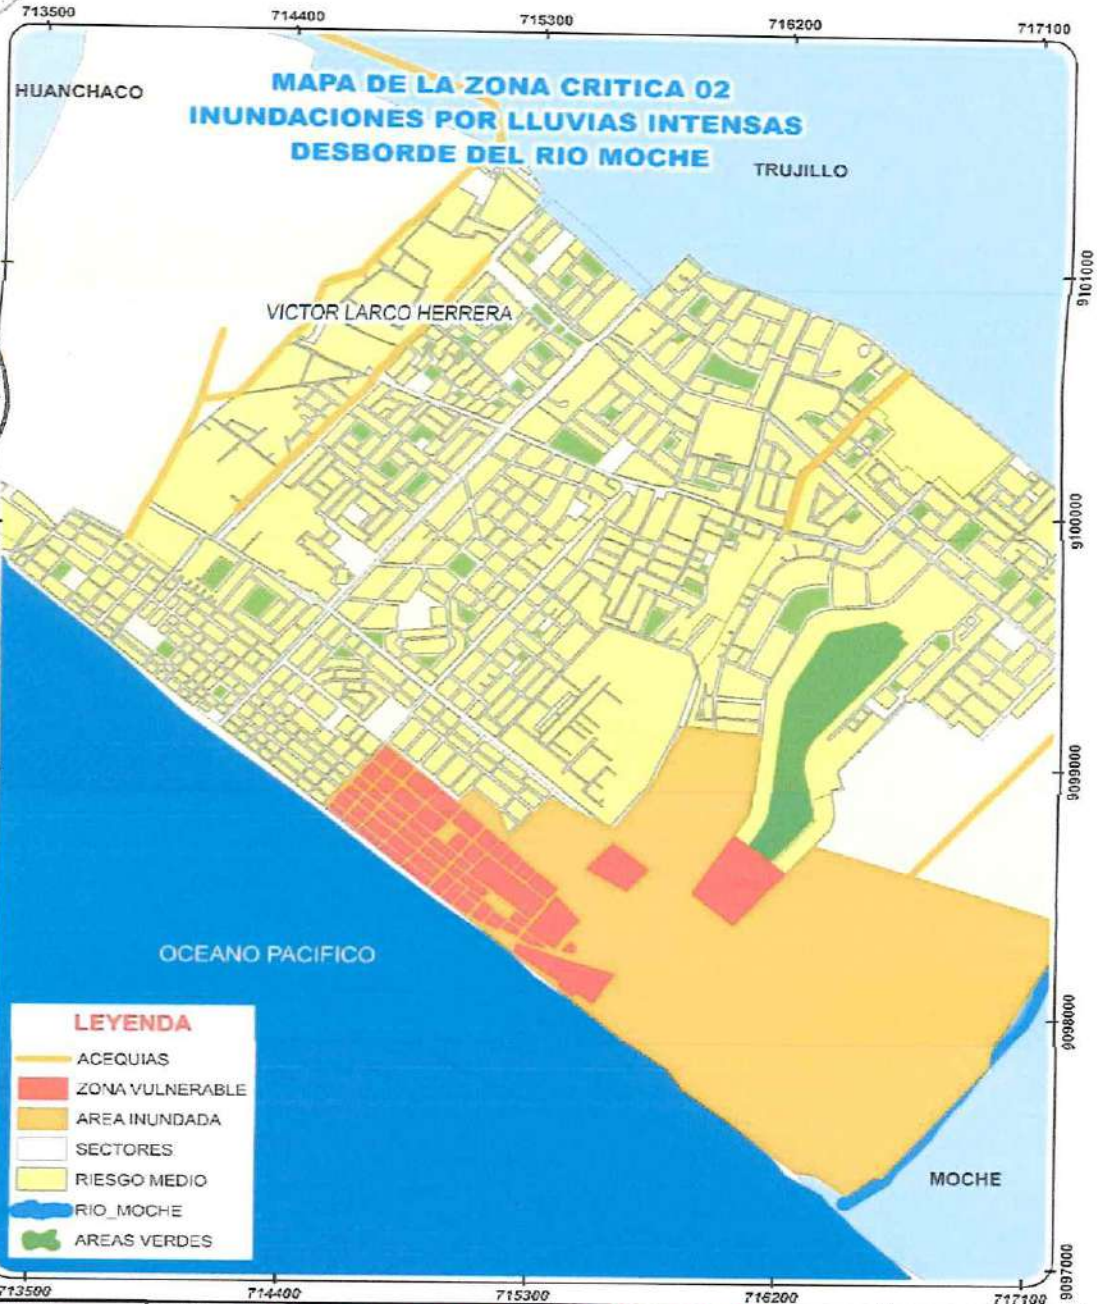 713500 714400 715300 716200 717100
HUANCHACO
MAPA DE LA ZONA CRITICA 02
INUNDACIONES POR LLUVIAS INTENSAS
DESBORDE DEL RIO MOCHE
TRUJILLO
9101000
VICTOR LARCO HERRERA
9100000
9099000
OCEANO PACIFICO
9098000
LEYENDA
ACEQUIAS
ZONA VULNERABLE
AREA INUNDADA
SECTORES
RIESGO MEDIO
RIO_MOCHE
AREAS VERDES
MOCHE
9097000
713500 714400 715300 716200 717100